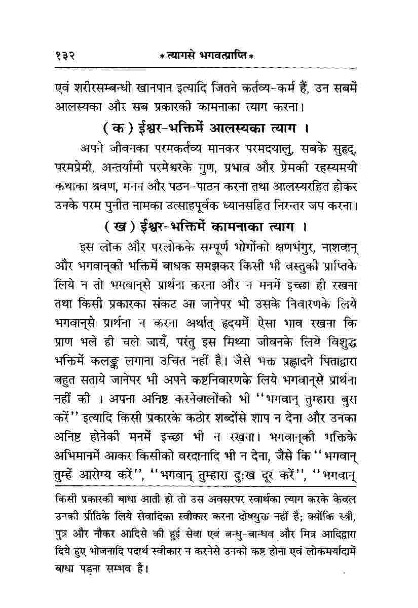 १३२ * त्यागसे भगवत्प्राप्ति *
एवं शरीरसम्बन्धी खानपान इत्यादि जितने कर्तव्य-कर्म हैं, उन सबमें
आलस्यका और सब प्रकारकी कामनाका त्याग करना।
( क ) ईश्वर-भक्तिमें आलस्यका त्याग ।
अपने जीवनका परमकर्तव्य मानकर परमदयालु, सबके सुहृद्,
परमप्रेमी, अन्तर्यामी परमेश्वरके गुण, प्रभाव और प्रेमकी रहस्यमयी
कथाका श्रवण, मनन और पठन-पाठन करना तथा आलस्यरहित होकर
उनके परम पुनीत नामका उत्साहपूर्वक ध्यानसहित निरन्तर जप करना।
( ख ) ईश्वर-भक्तिमें कामनाका त्याग ।
इस लोक और परलोकके सम्पूर्ण भोगोंको क्षणभंगुर, नाशवान्
और भगवान्‌की भक्तिमें बाधक समझकर किसी भी वस्तुकी प्राप्तिके
लिये न तो भगवान्‌से प्रार्थना करना और न मनमें इच्छा ही रखना
तथा किसी प्रकारका संकट आ जानेपर भी उसके निवारणके लिये
भगवान्‌से प्रार्थना न करना अर्थात् हृदयमें ऐसा भाव रखना कि
प्राण भले ही चले जायँ, परंतु इस मिथ्या जीवनके लिये विशुद्ध
भक्तिमें कलङ्क लगाना उचित नहीं है। जैसे भक्त प्रह्लादने पिताद्वारा
बहुत सताये जानेपर भी अपने कष्टनिवारणके लिये भगवान्‌से प्रार्थना
नहीं की । अपना अनिष्ट करनेवालोंको भी ''भगवान् तुम्हारा बुरा
करें'' इत्यादि किसी प्रकारके कठोर शब्दोंसे शाप न देना और उनका
अनिष्ट होनेकी मनमें इच्छा भी न रखना। भगवान्‌की भक्तिके
अभिमानमें आकर किसीको वरदानादि भी न देना, जैसे कि ''भगवान्
तुम्हें आरोग्य करें'', ''भगवान् तुम्हारा दुःख दूर करें'', ''भगवान्
किसी प्रकारकी बाधा आती हो तो उस अवसरपर स्वार्थका त्याग करके केवल
उनकी प्रीतिके लिये सेवादिका स्वीकार करना दोषयुक्त नहीं है; क्योंकि स्त्री,
पुत्र और नौकर आदिसे की हुई सेवा एवं बन्धु-बान्धव और मित्र आदिद्वारा
दिये हुए भोजनादि पदार्थ स्वीकार न करनेसे उनको कष्ट होना एवं लोकमर्यादामें
बाधा पड़ना सम्भव है।